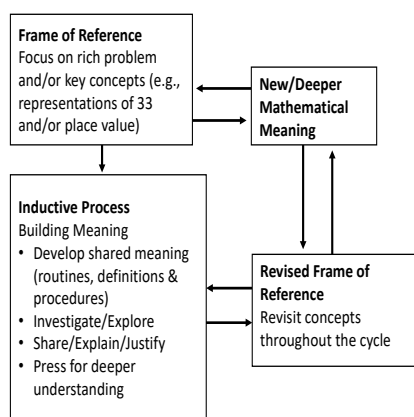 Frame of Reference
Focus on rich problem
and/or key concepts (e.g.,
representations of 33
and/or place value)
New/Deeper
Mathematical
Meaning
Inductive Process
Building Meaning
• Develop shared meaning
(routines, definitions &
procedures)
• Investigate/Explore
• Share/Explain/Justify
• Press for deeper
understanding
Revised Frame of
Reference
Revisit concepts
throughout the cycle